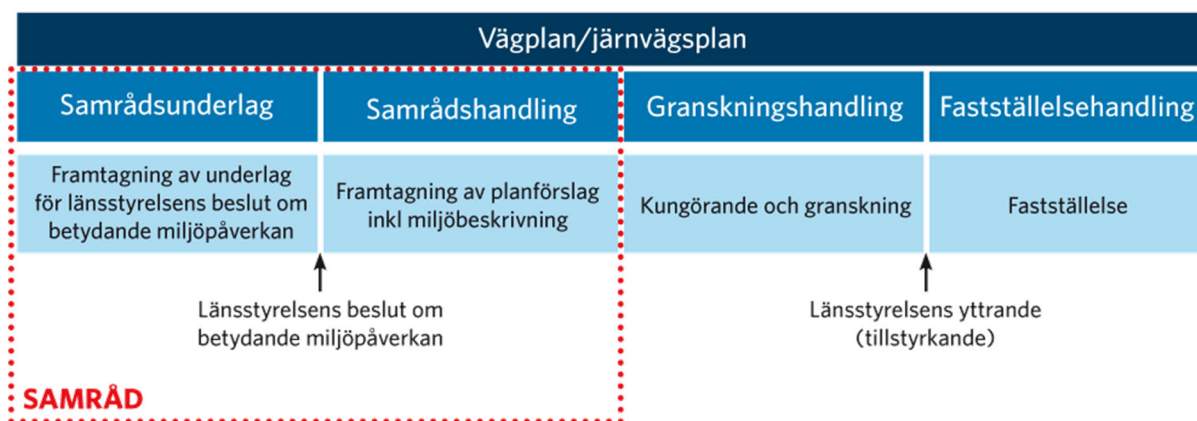 Vägplan/järnvägsplan
Samrådsunderlag
Samrådshandling
Granskningshandling
Fastställelsehandling
Framtagning av underlag
för länsstyrelsens beslut om
betydande miljöpåverkan
Framtagning av planförslag
inkl miljöbeskrivning
Kungörande och granskning
Fastställelse
Länsstyrelsens beslut om
betydande miljöpåverkan
Länsstyrelsens yttrande
(tillstyrkande)
SAMRÅD